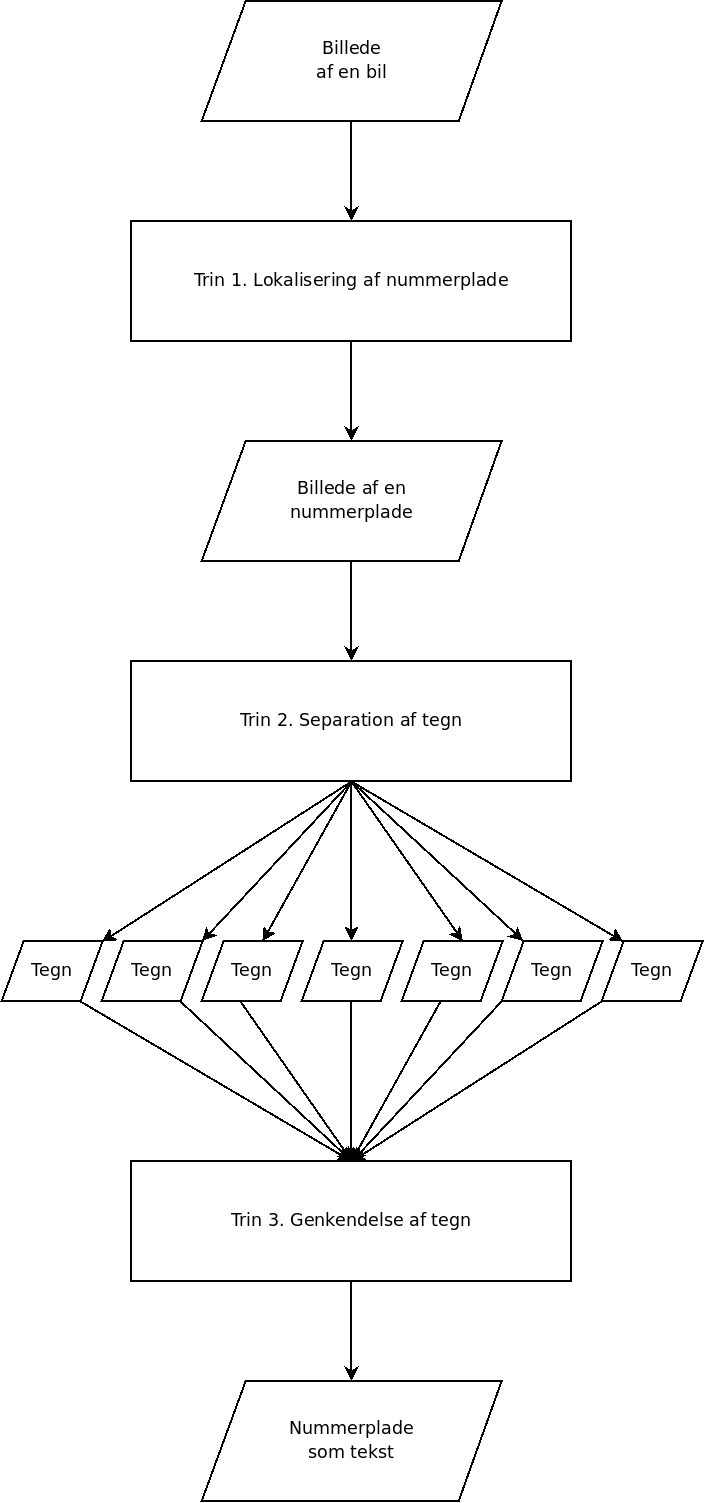 Billede
af en bil
Trin 1. Lokalisering af nummerplade
Billede af en
nummerplade
Trin 2. Separation af tegn
Tegn Tegn Tegn Tegn Tegn Tegn Tegn
Trin 3. Genkendelse af tegn
Nummerplade
som tekst